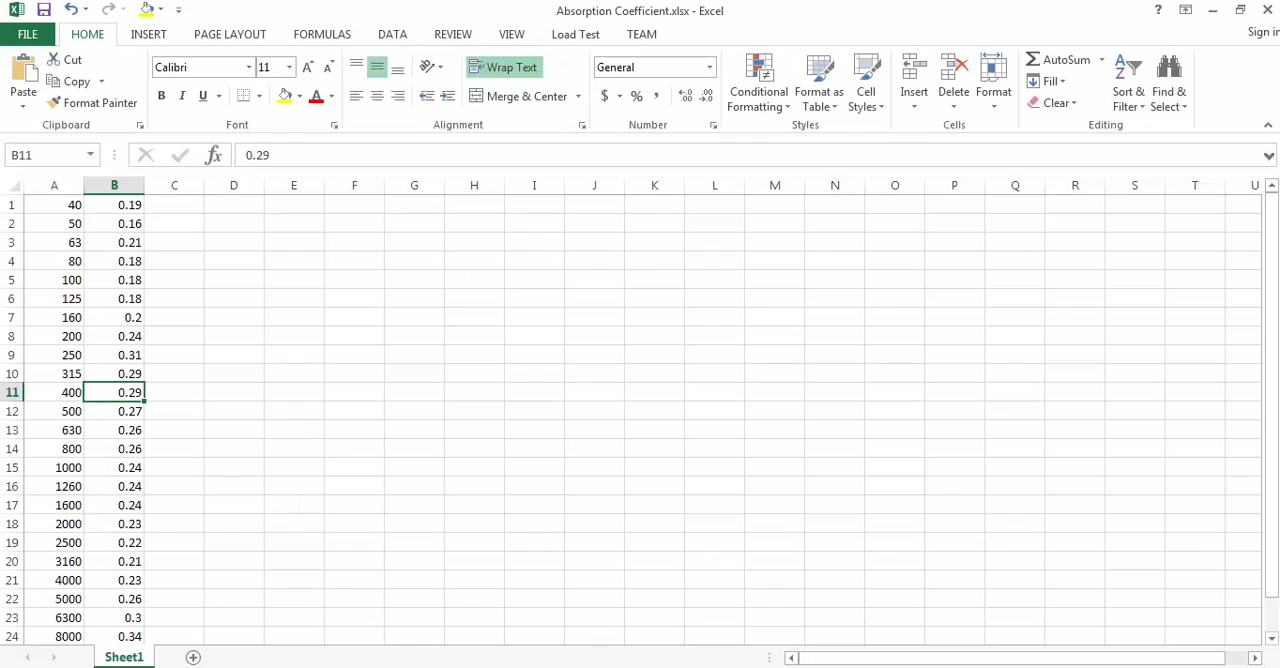 Absorption Coefficient.xlsx - Excel
? Sign in
FILE HOME INSERT PAGE LAYOUT FORMULAS DATA REVIEW VIEW Load Test TEAM
Paste Cut Calibri 11 Wrap Text General Conditional Formatting Format as Table Cell Styles Insert Delete Format AutoSum Sort & Filter Find & Select
Copy B I U Merge & Center $ % , Fill
Format Painter Clear
Clipboard Font Alignment Number Styles Cells Editing
B11 fx 0.29
A B C D E F G H I J K L M N O P Q R S T U
1 40 0.19
2 50 0.16
3 63 0.21
4 80 0.18
5 100 0.18
6 125 0.18
7 160 0.2
8 200 0.24
9 250 0.31
10 315 0.29
11 400 0.29
12 500 0.27
13 630 0.26
14 800 0.26
15 1000 0.24
16 1260 0.24
17 1600 0.24
18 2000 0.23
19 2500 0.22
20 3160 0.21
21 4000 0.23
22 5000 0.26
23 6300 0.3
24 8000 0.34
Sheet1